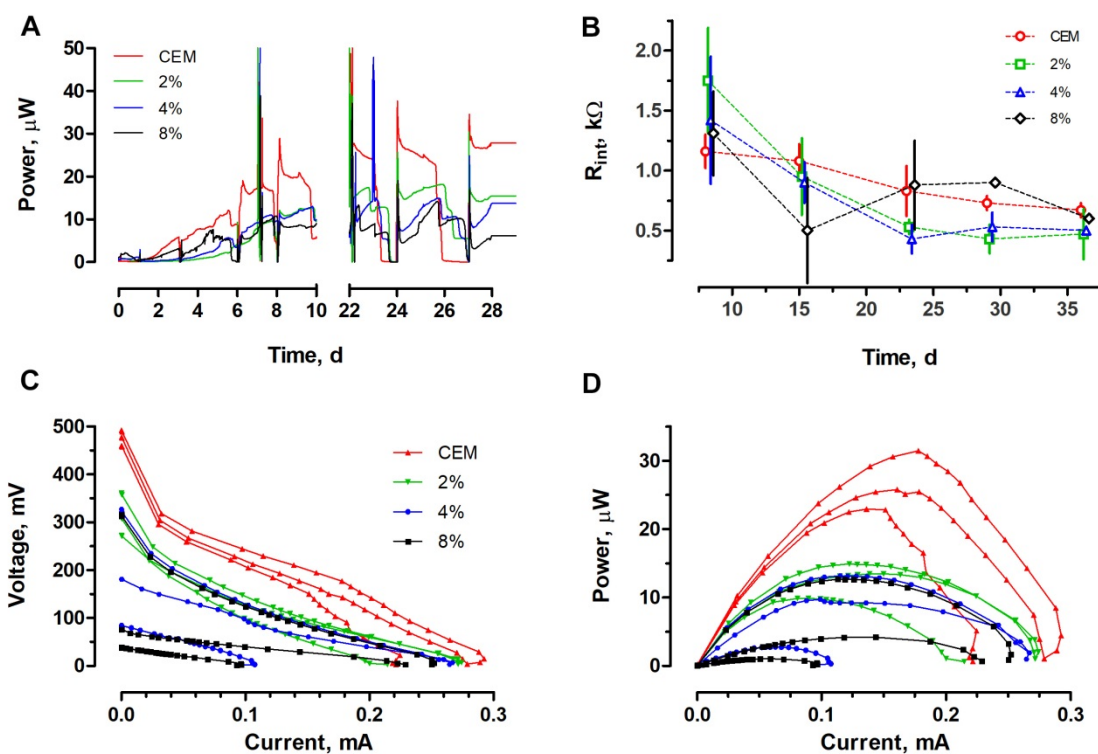 A
Power, μW
50
40
30
20
10
0
CEM
2%
4%
8%
0 2 4 6 8 10 22 24 26 28
Time, d
B
Rint, kΩ
2.0
1.5
1.0
0.5
CEM
2%
4%
8%
10 15 20 25 30 35
Time, d
C
Voltage, mV
500
400
300
200
100
0
CEM
2%
4%
8%
0.0 0.1 0.2 0.3
Current, mA
D
Power, μW
30
20
10
0
0.0 0.1 0.2 0.3
Current, mA